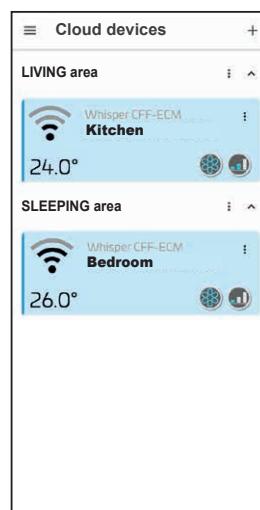 Cloud devices
LIVING area
Whisper CFF-ECM
Kitchen
24.0°
SLEEPING area
Whisper CFF-ECM
Bedroom
26.0°